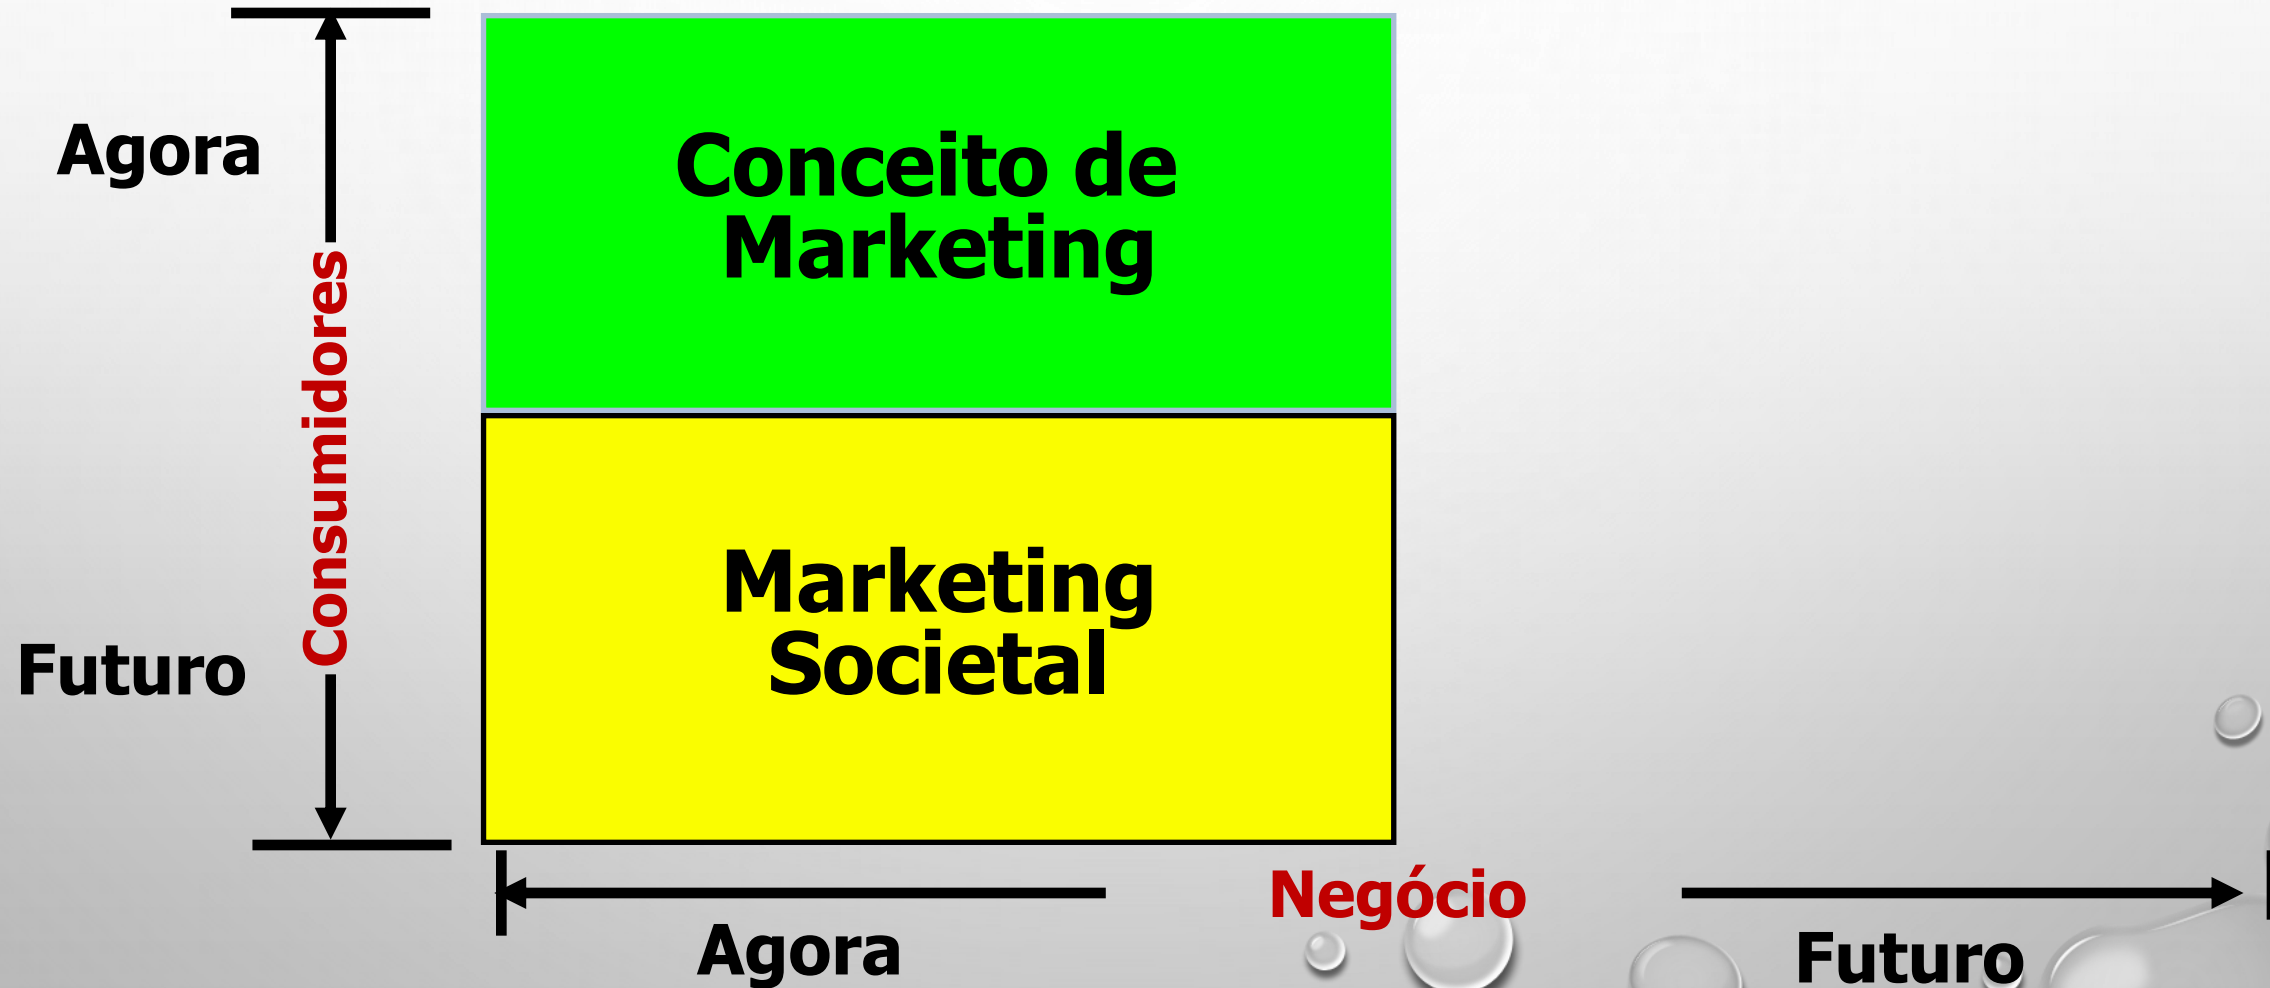 Agora
Conceito de
Marketing
Consumidores
Marketing
Societal
Futuro
Negócio
Agora
Futuro